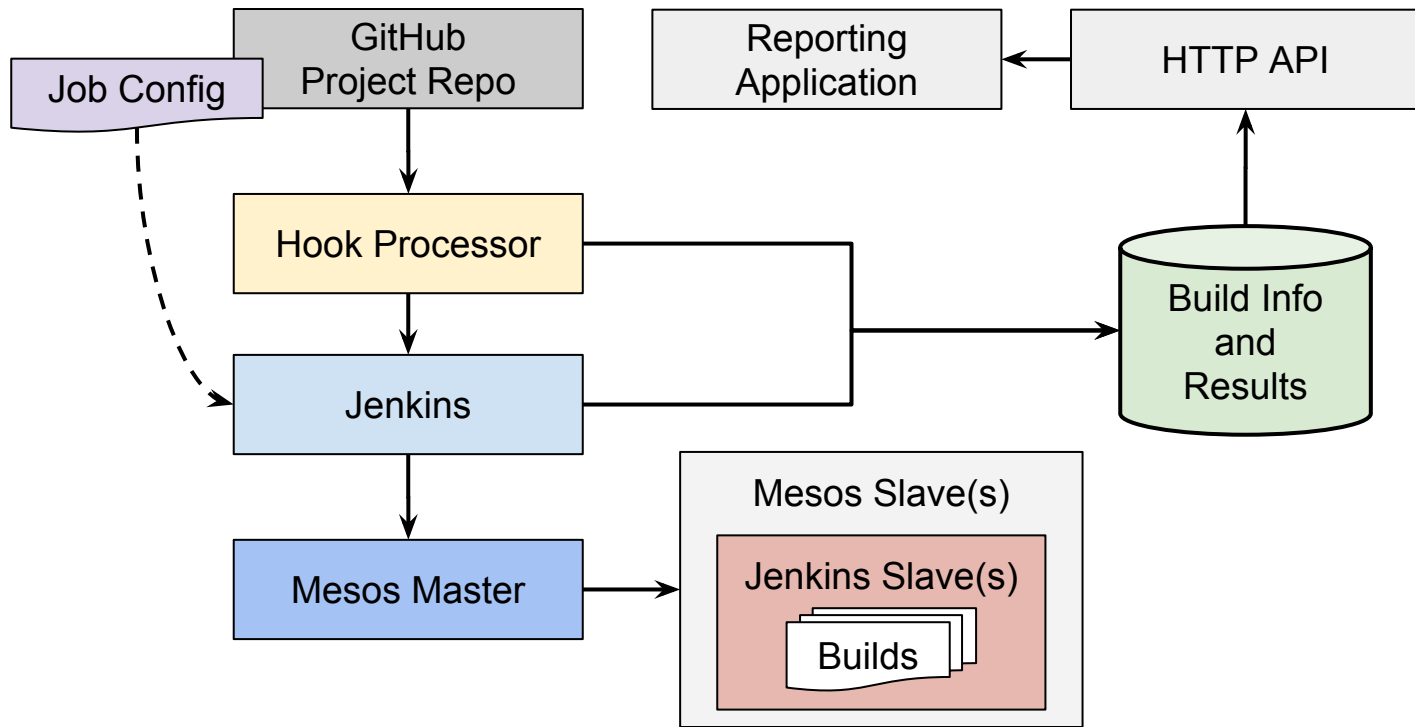 GitHub
Project Repo
Job Config
Reporting
Application
HTTP API
Hook Processor
Build Info
and
Results
Jenkins
Mesos Slave(s)
Mesos Master
Jenkins Slave(s)
Builds